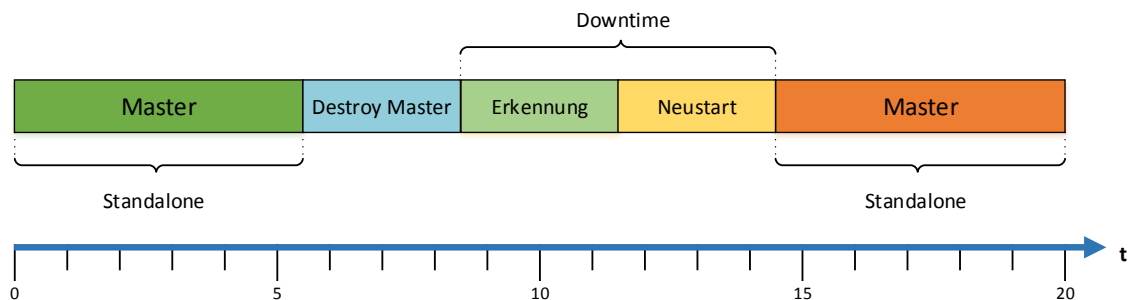 Downtime
Master
Destroy Master
Erkennung
Neustart
Master
Standalone
Standalone
t
0
5
10
15
20